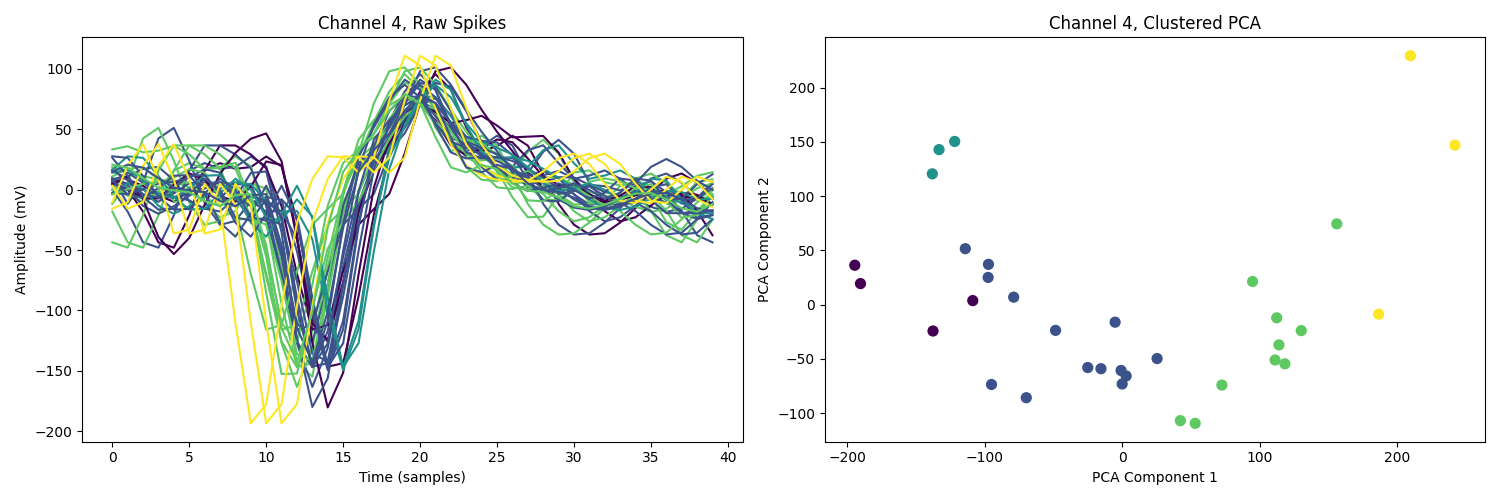 Channel 4, Raw Spikes
Amplitude (mV)
100
50
0
−50
−100
−150
−200
0 5 10 15 20 25 30 35 40
Time (samples)
Channel 4, Clustered PCA
PCA Component 2
200
150
100
50
0
−50
−100
−200 −100 0 100 200
PCA Component 1